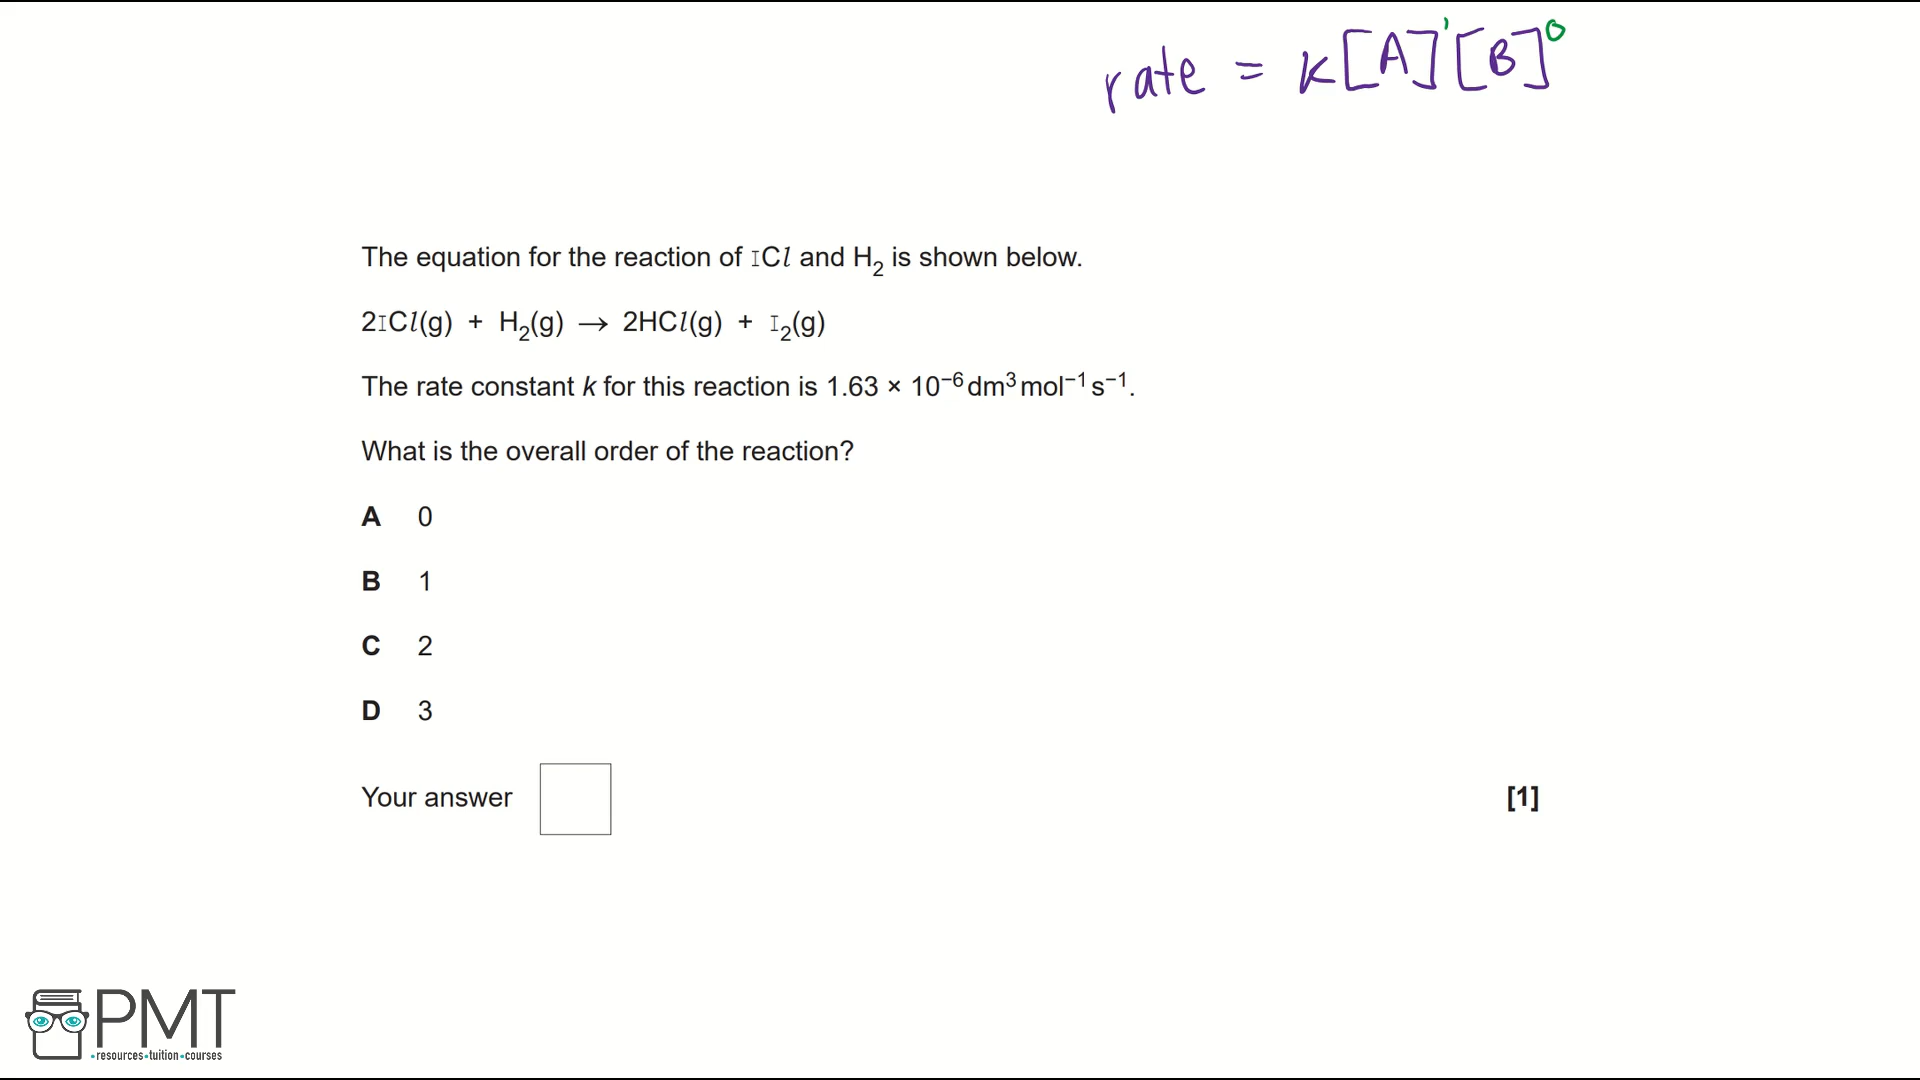 rate = k[A]¹[B]⁰
The equation for the reaction of ICl and H₂ is shown below.
2ICl(g) + H₂(g) → 2HCl(g) + I₂(g)
The rate constant k for this reaction is 1.63 × 10⁻⁶ dm³ mol⁻¹ s⁻¹.
What is the overall order of the reaction?
A 0
B 1
C 2
D 3
Your answer [1]
PMT
•resources•tuition•courses